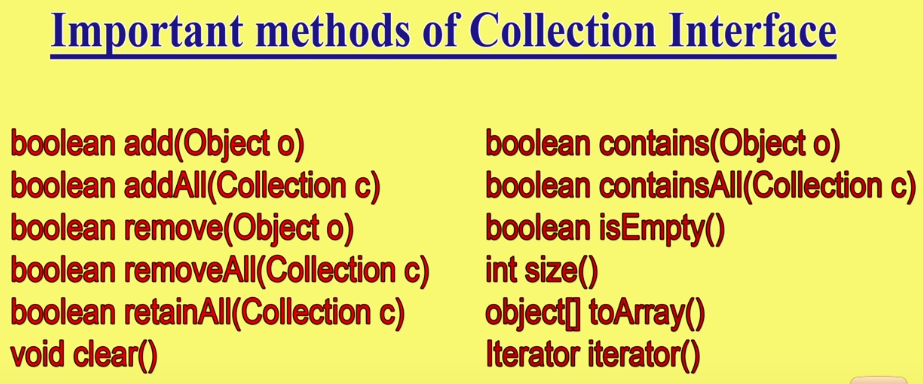 Important methods of Collection Interface
boolean add(Object o)
boolean addAll(Collection c)
boolean remove(Object o)
boolean removeAll(Collection c)
boolean retainAll(Collection c)
void clear()
boolean contains(Object o)
boolean containsAll(Collection c)
boolean isEmpty()
int size()
object[] toArray()
Iterator iterator()